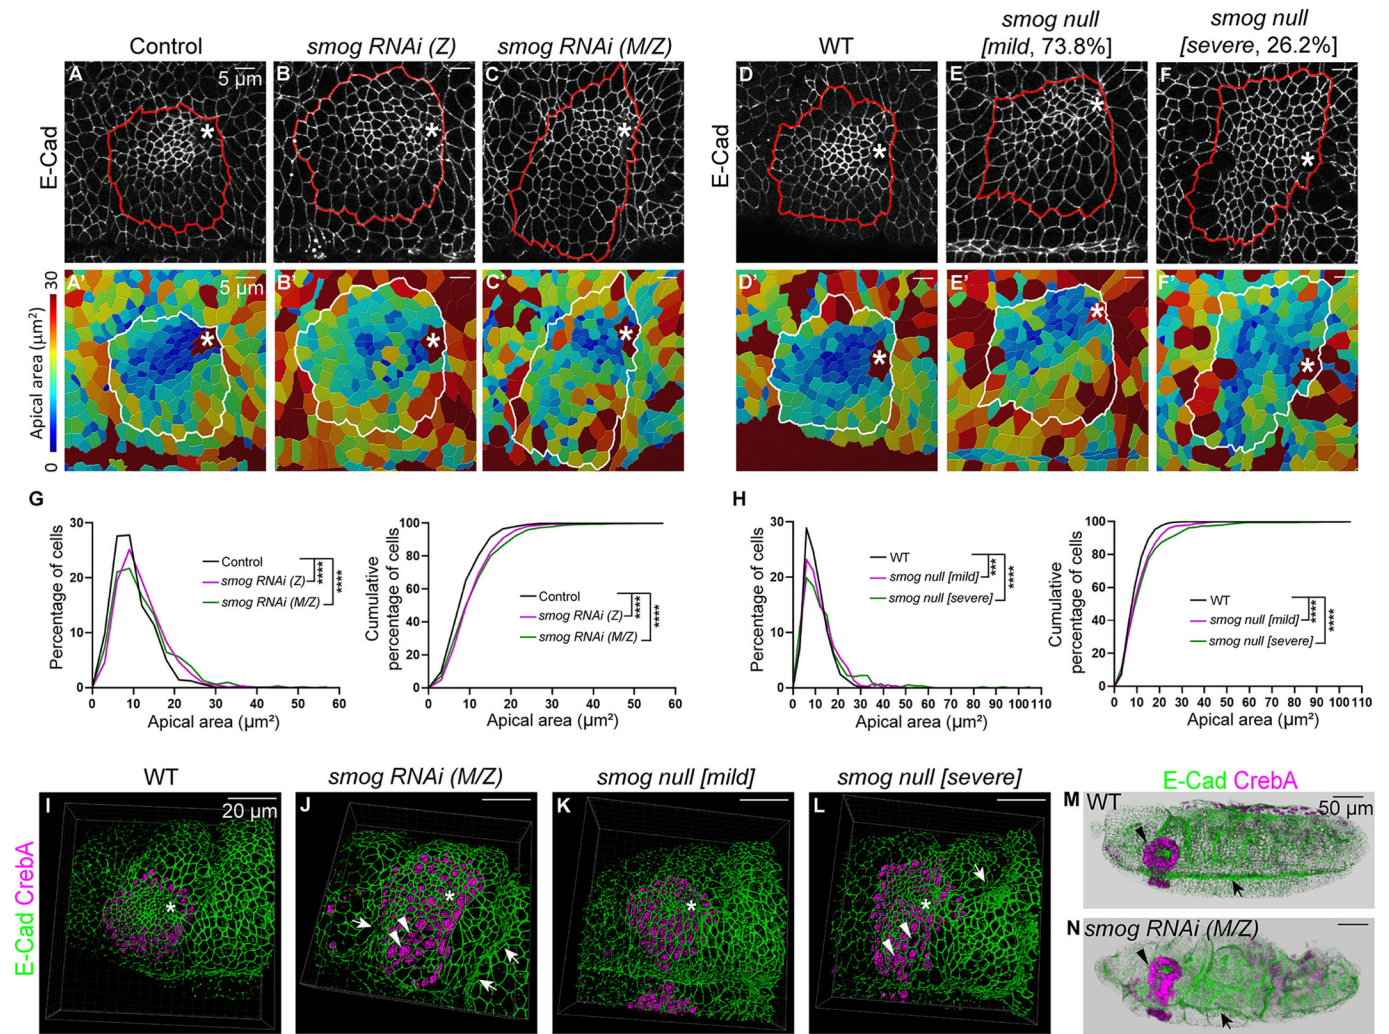 Control
smog RNAi (Z)
smog RNAi (M/Z)
WT
smog null
[mild, 73.8%]
smog null
[severe, 26.2%]
E-Cad
A
5 µm
B
C
*
*
*
E-Cad
D
E
F
*
*
*
Apical area (µm²)
30
0
A'
5 µm
B'
C'
*
*
*
D'
E'
F'
*
*
*
G
Percentage of cells
30
20
10
0
0 10 20 30 40 50 60
Apical area (µm²)
Control
smog RNAi (Z)
smog RNAi (M/Z)
****
****
Cumulative
percentage of cells
100
80
60
40
20
0
0 10 20 30 40 50 60
Apical area (µm²)
Control
smog RNAi (Z)
smog RNAi (M/Z)
****
****
H
Percentage of cells
30
20
10
0
0 10 20 30 40 50 60 70 80 90 100 110
Apical area (µm²)
WT
smog null [mild]
smog null [severe]
***
****
Cumulative
percentage of cells
100
80
60
40
20
0
0 10 20 30 40 50 60 70 80 90 100 110
Apical area (µm²)
WT
smog null [mild]
smog null [severe]
****
****
WT
smog RNAi (M/Z)
smog null [mild]
smog null [severe]
E-Cad CrebA
E-Cad CrebA
I
20 µm
*
J
*
K
*
L
*
M WT
50 µm
N smog RNAi (M/Z)